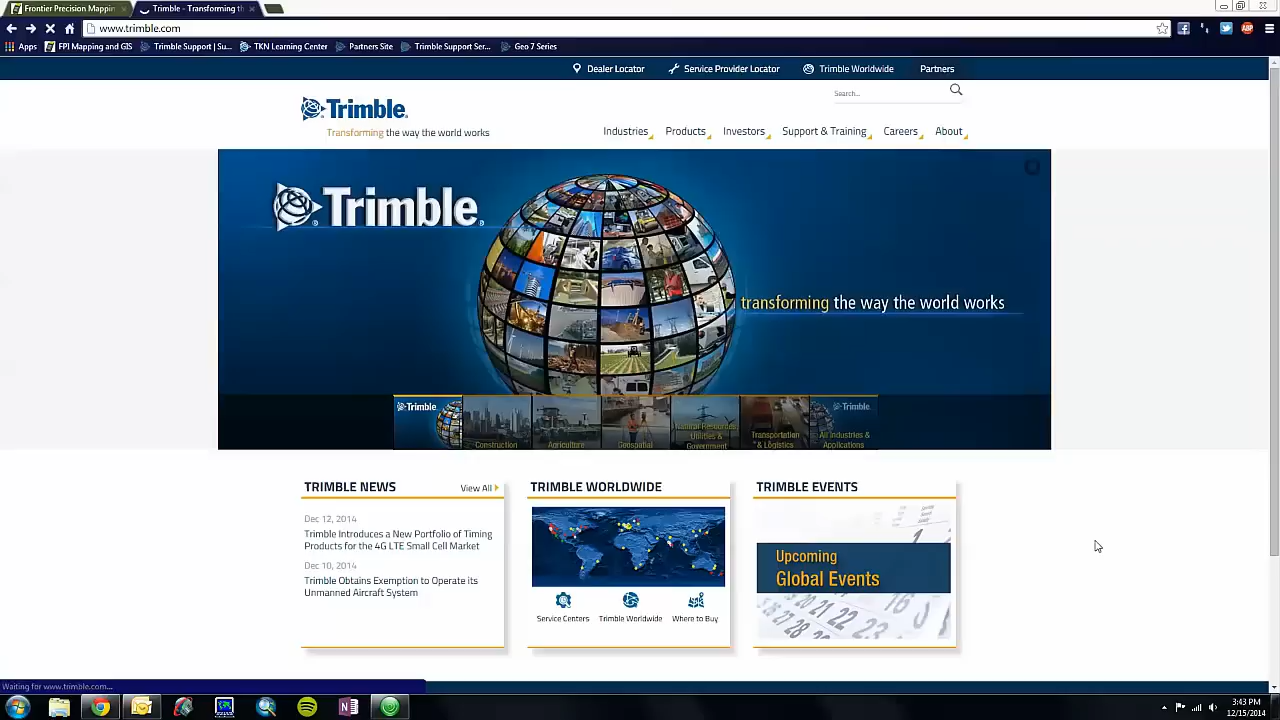 Frontier Precision Mappin
Trimble - Transforming th
www.trimble.com
Apps
FPI Mapping and GIS
Trimble Support | Su...
TKN Learning Center
Partners Site
Trimble Support Ser...
Geo 7 Series
Dealer Locator
Service Provider Locator
Trimble Worldwide
Partners
Search...
Trimble.
Transforming the way the world works
Industries
Products
Investors
Support & Training
Careers
About
Trimble
transforming the way the world works
Trimble
Construction
Agriculture
Geospatial
Natural Resources
Utilities &
Government
Transportation
& Logistics
Trimble
All Industries &
Applications
TRIMBLE NEWS
View All
Dec 12, 2014
Trimble Introduces a New Portfolio of Timing
Products for the 4G LTE Small Cell Market
Dec 10, 2014
Trimble Obtains Exemption to Operate its
Unmanned Aircraft System
TRIMBLE WORLDWIDE
Service Centers
Trimble Worldwide
Where to Buy
TRIMBLE EVENTS
Upcoming
Global Events
Waiting for www.trimble.com...
3:43 PM
12/15/2014